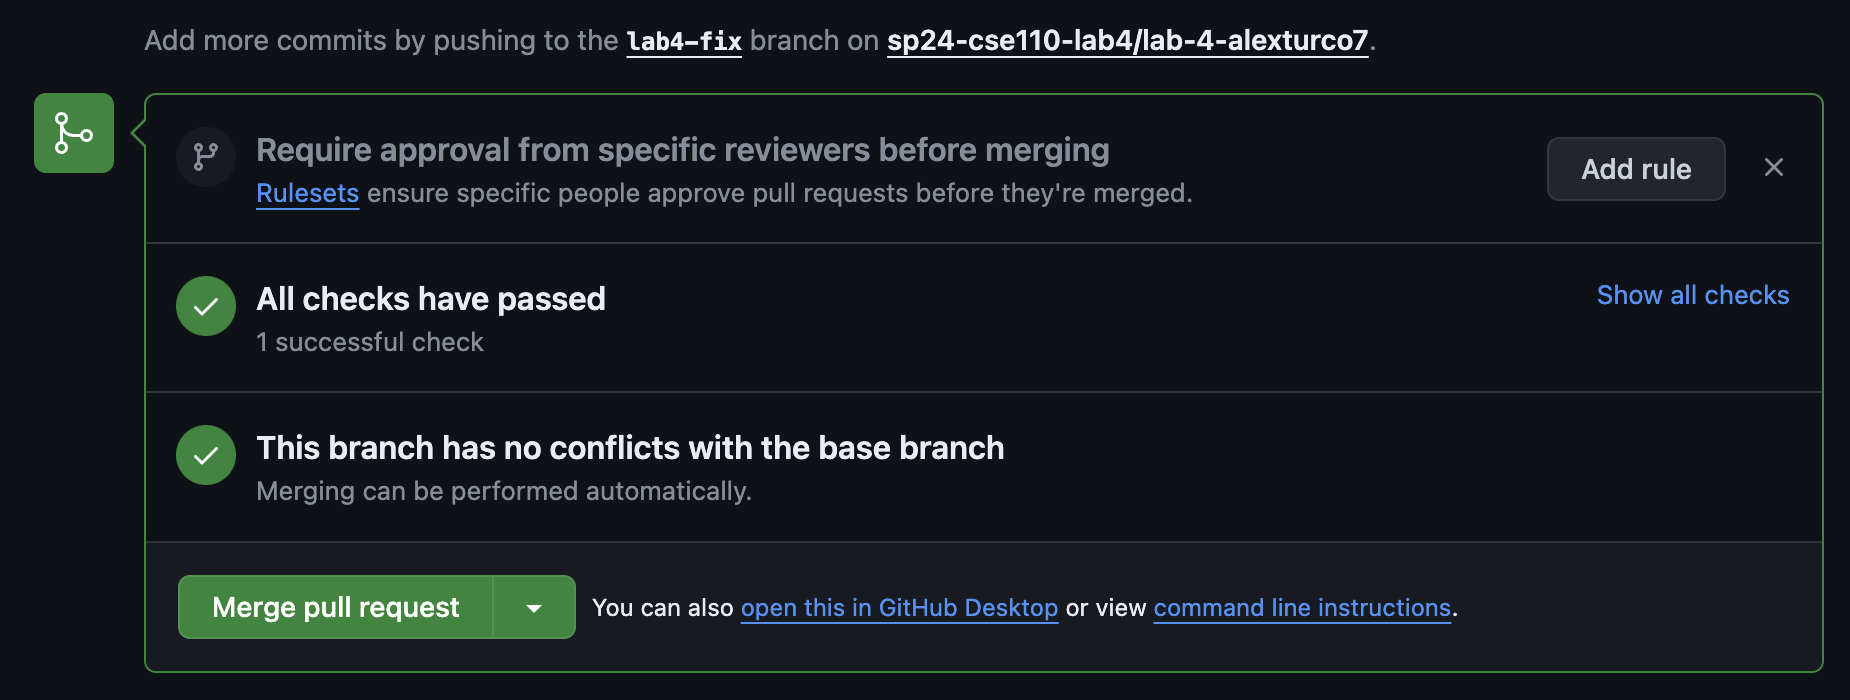 Add more commits by pushing to the lab4-fix branch on sp24-cse110-lab4/lab-4-alexturco7.
Require approval from specific reviewers before merging
Rulesets ensure specific people approve pull requests before they're merged.
Add rule
All checks have passed
1 successful check
Show all checks
This branch has no conflicts with the base branch
Merging can be performed automatically.
Merge pull request
You can also open this in GitHub Desktop or view command line instructions.